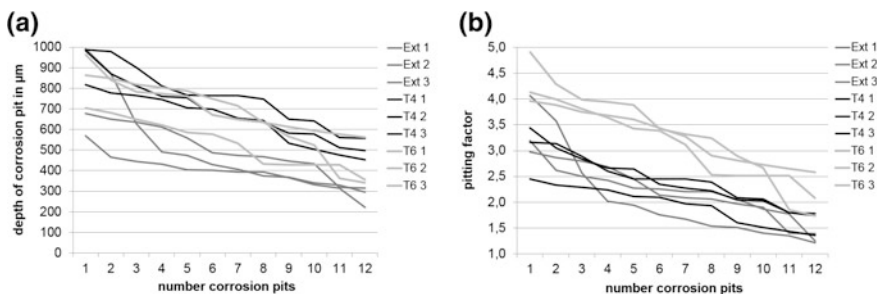 (a)
depth of corrosion pit in µm
1000
900
800
700
600
500
400
300
200
100
0
1 2 3 4 5 6 7 8 9 10 11 12
number corrosion pits
Ext 1
Ext 2
Ext 3
T4 1
T4 2
T4 3
T6 1
T6 2
T6 3
(b)
pitting factor
5,0
4,5
4,0
3,5
3,0
2,5
2,0
1,5
1,0
1 2 3 4 5 6 7 8 9 10 11 12
number corrosion pits
Ext 1
Ext 2
Ext 3
T4 1
T4 2
T4 3
T6 1
T6 2
T6 3